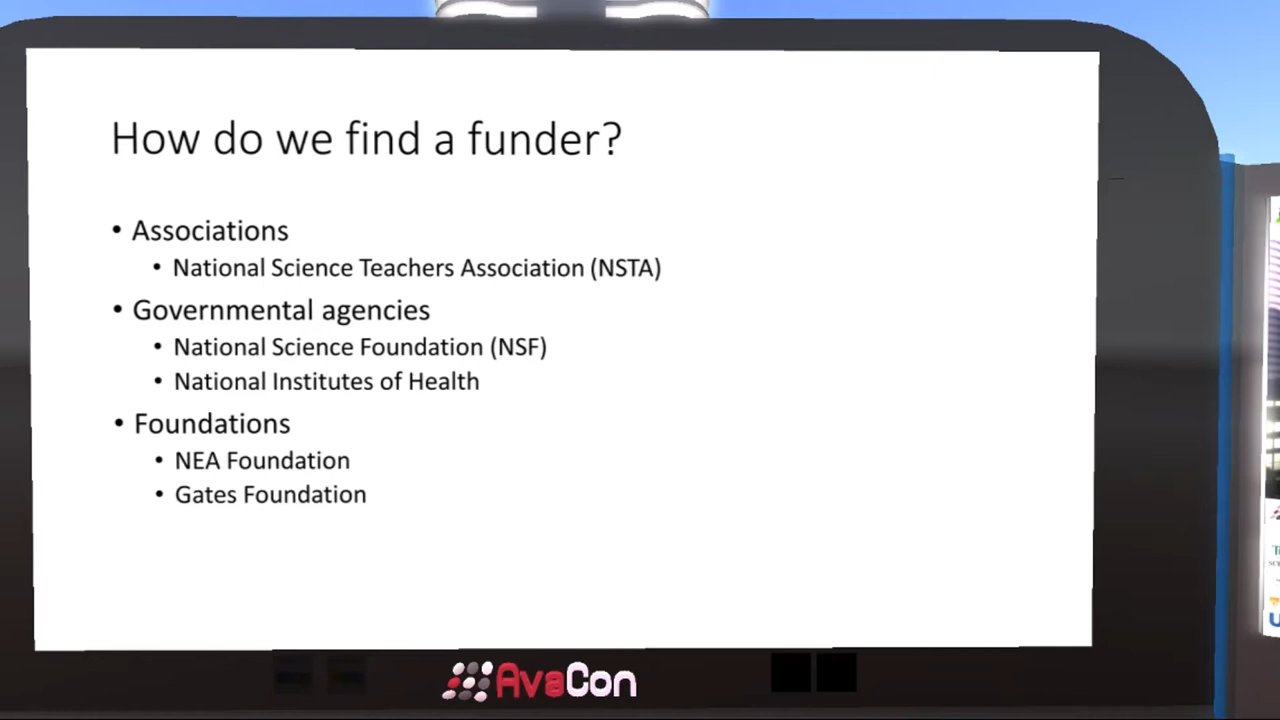 How do we find a funder?
• Associations
• National Science Teachers Association (NSTA)
• Governmental agencies
• National Science Foundation (NSF)
• National Institutes of Health
• Foundations
• NEA Foundation
• Gates Foundation
AvaCon